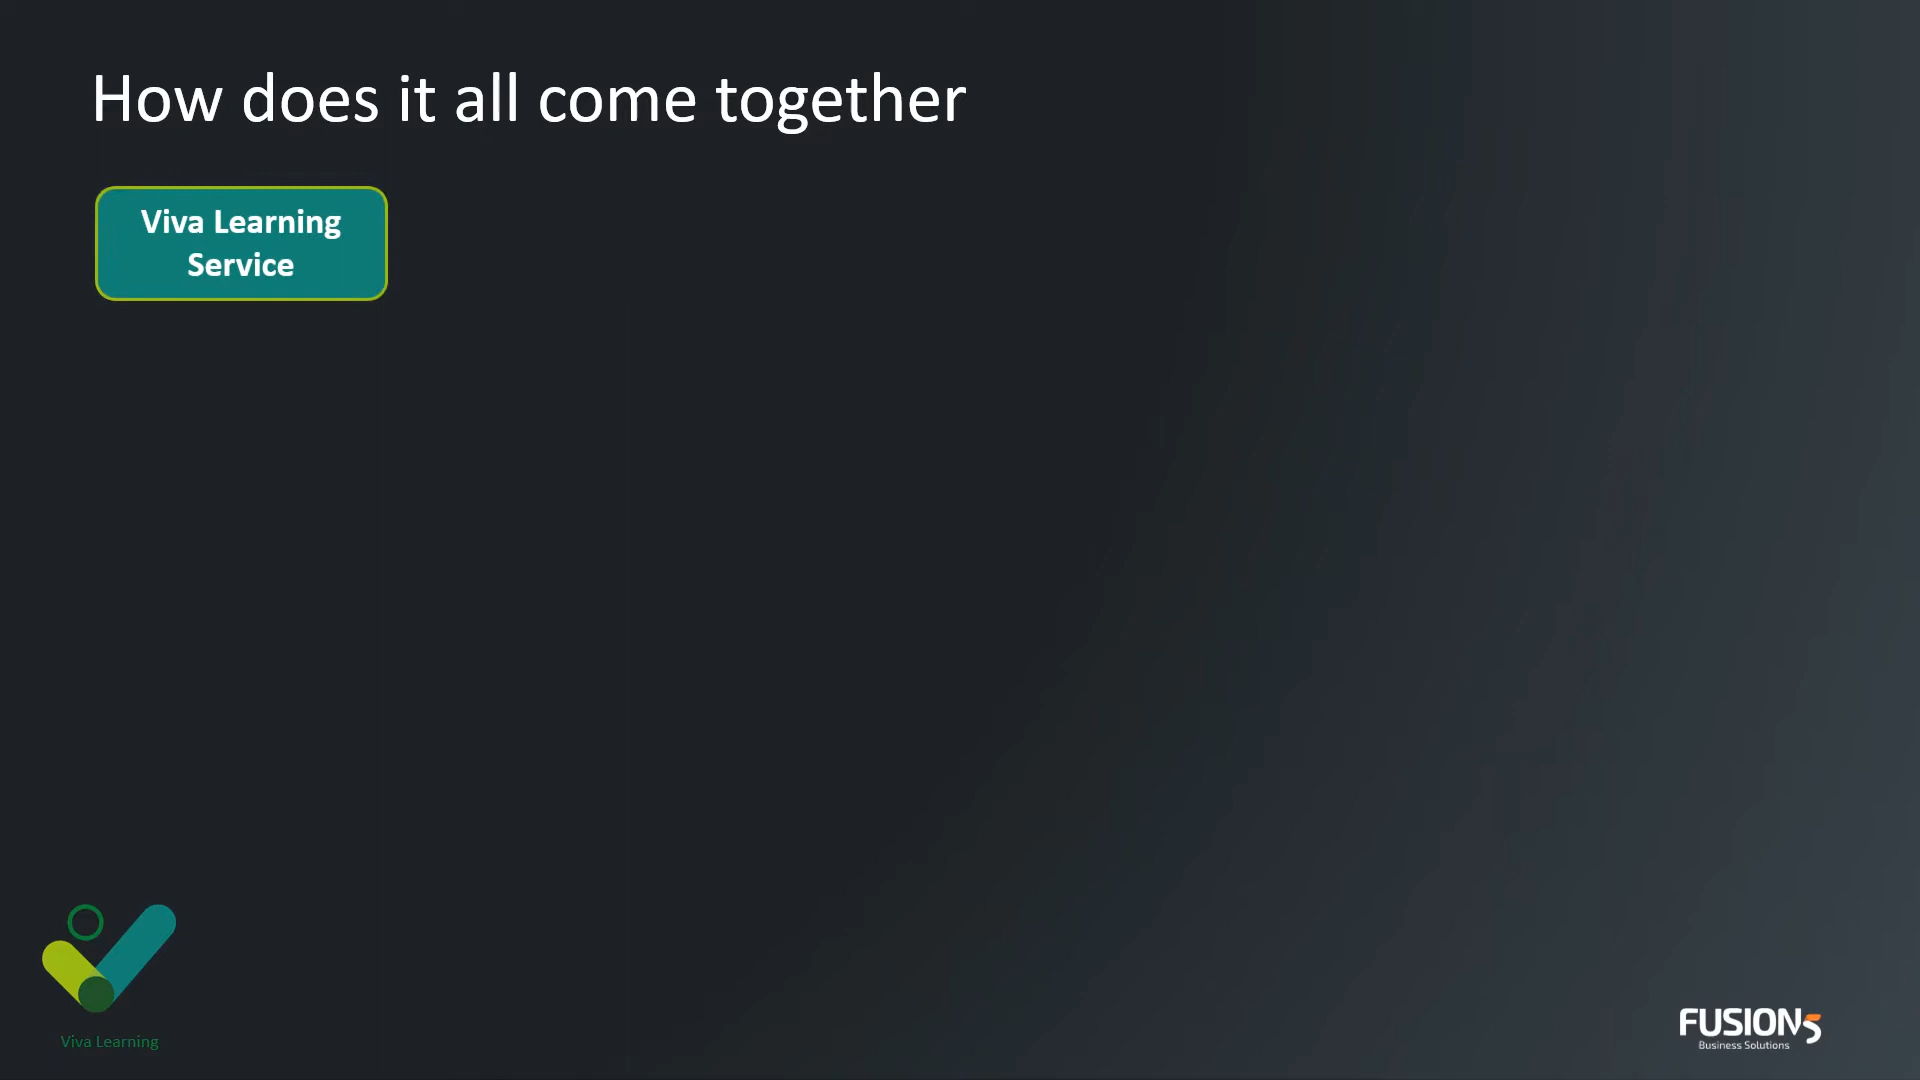 How does it all come together
Viva Learning
Service
Viva Learning
FUSION5
Business Solutions